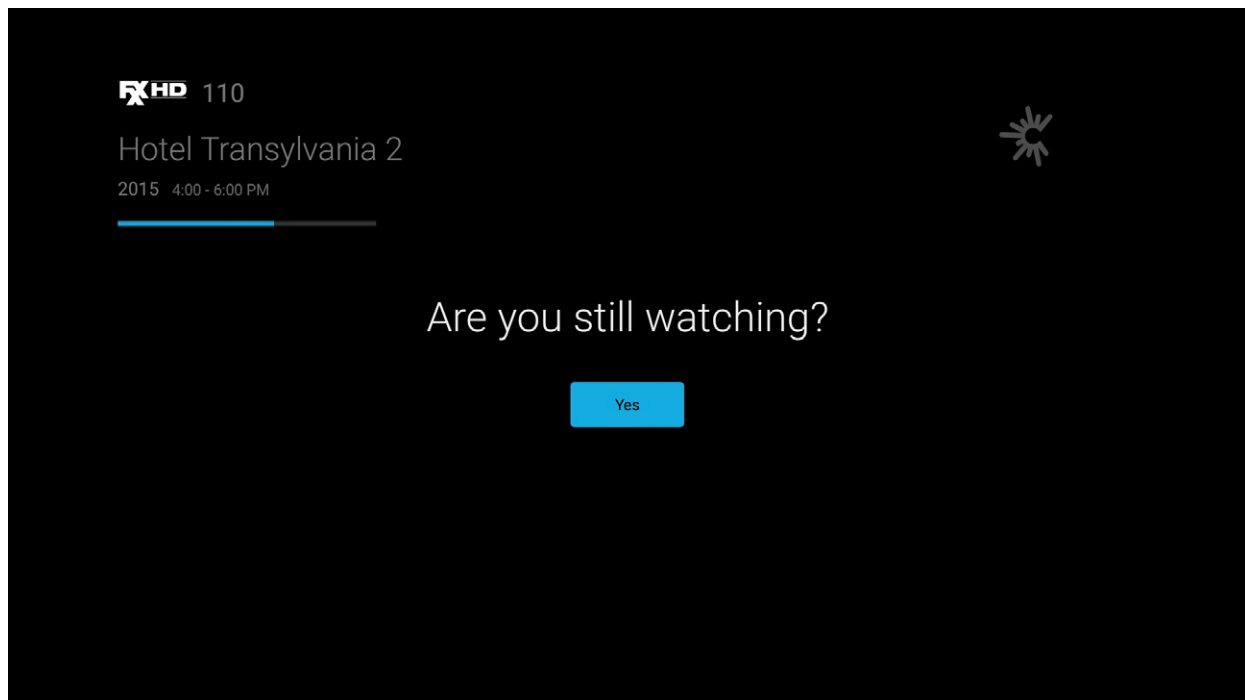 FX HD 110
Hotel Transylvania 2
2015 4:00 - 6:00 PM
Are you still watching?
Yes